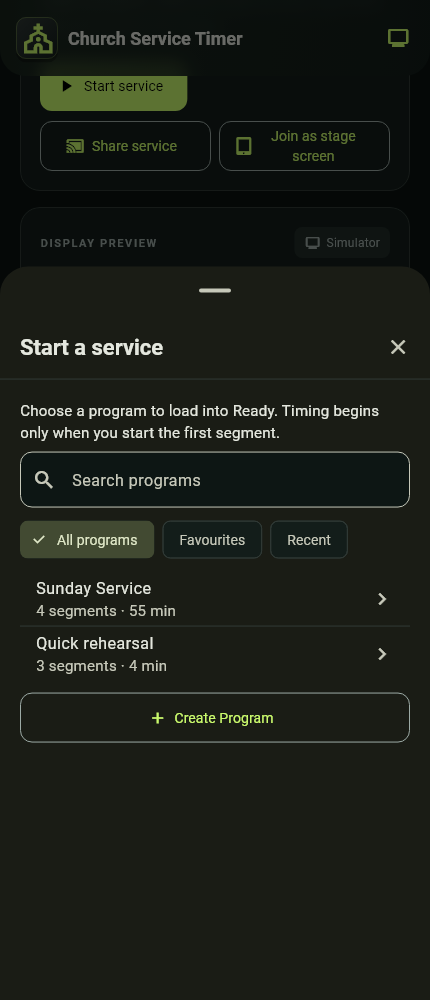 Church Service Timer
Start service
Share service
Join as stage
screen
DISPLAY PREVIEW
Simulator
Start a service
Choose a program to load into Ready. Timing begins
only when you start the first segment.
Search programs
All programs
Favourites
Recent
Sunday Service
4 segments · 55 min
Quick rehearsal
3 segments · 4 min
Create Program